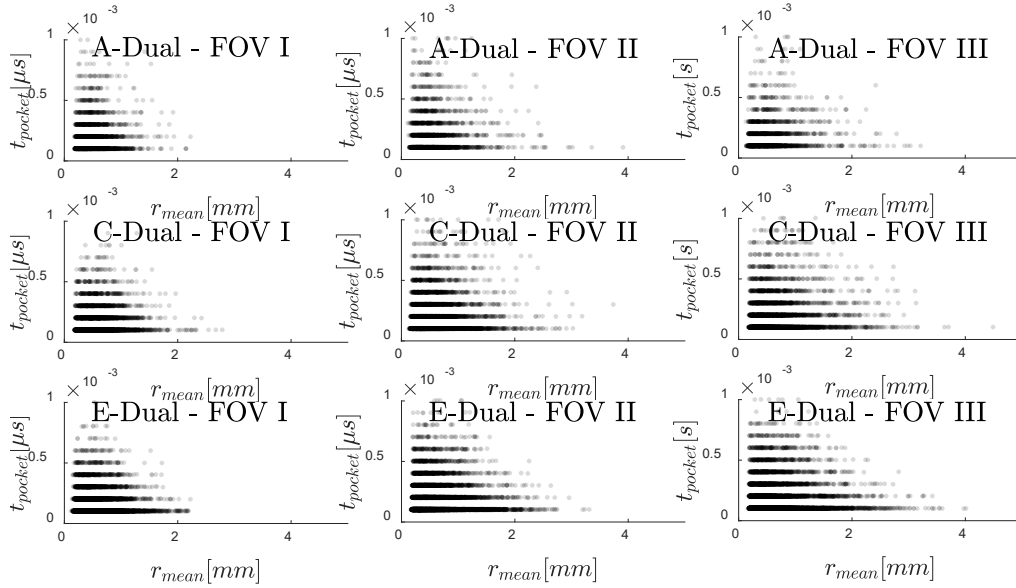 × 10 -3 × 10 -3 × 10 -3
A-Dual - FOV I A-Dual - FOV II A-Dual - FOV III
t_pocket[μs] t_pocket[μs] t_pocket[s]
1 1 1
0.5 0.5 0.5
0 0 0
0 2 4 0 2 4 0 2 4
r_mean[mm] r_mean[mm] r_mean[mm]
× 10 -3 × 10 -3 × 10 -3
C-Dual - FOV I C-Dual - FOV II C-Dual - FOV III
t_pocket[μs] t_pocket[μs] t_pocket[s]
1 1 1
0.5 0.5 0.5
0 0 0
0 2 4 0 2 4 0 2 4
r_mean[mm] r_mean[mm] r_mean[mm]
× 10 -3 × 10 -3 × 10 -3
E-Dual - FOV I E-Dual - FOV II E-Dual - FOV III
t_pocket[μs] t_pocket[μs] t_pocket[s]
1 1 1
0.5 0.5 0.5
0 0 0
0 2 4 0 2 4 0 2 4
r_mean[mm] r_mean[mm] r_mean[mm]